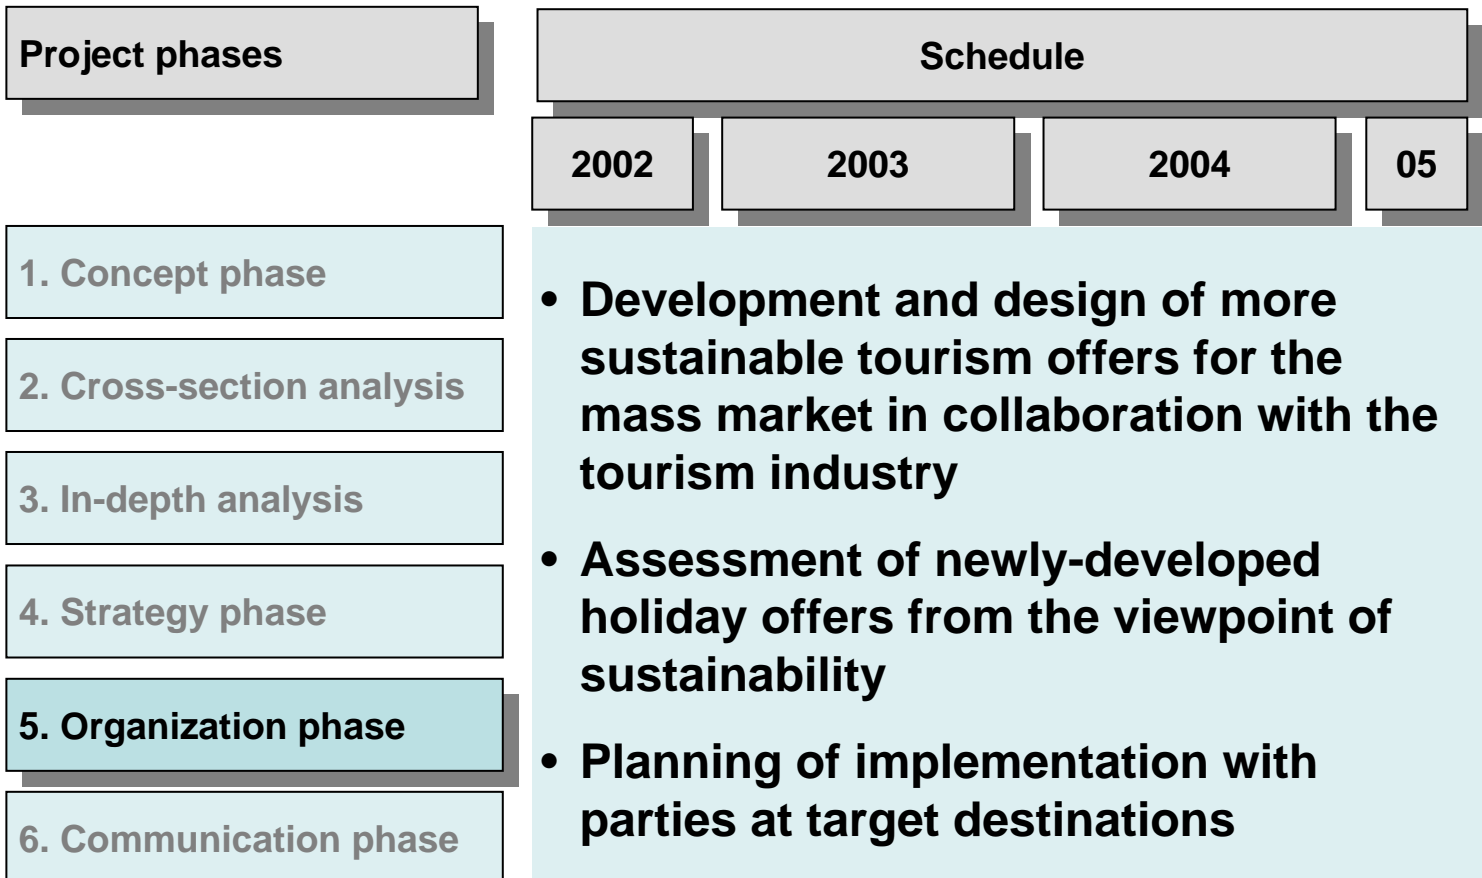 Project phases
Schedule
2002 2003 2004 05
1. Concept phase
2. Cross-section analysis
3. In-depth analysis
4. Strategy phase
5. Organization phase
6. Communication phase
• Development and design of more
sustainable tourism offers for the
mass market in collaboration with the
tourism industry
• Assessment of newly-developed
holiday offers from the viewpoint of
sustainability
• Planning of implementation with
parties at target destinations